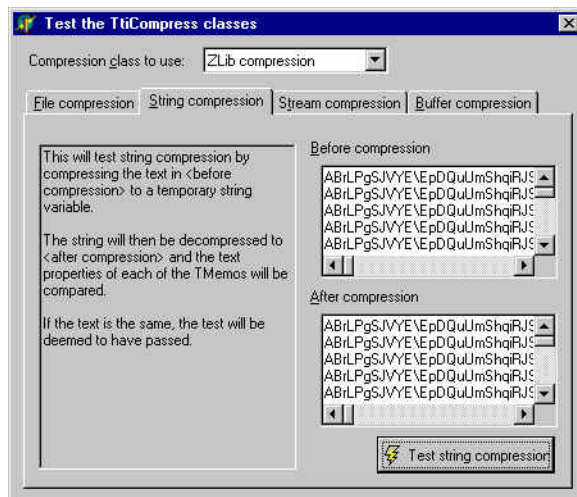 Test the TtiCompress classes
Compression class to use: ZLib compression
File compression String compression Stream compression Buffer compression
This will test string compression by
compressing the text in <before
compression> to a temporary string
variable.
The string will then be decompressed to
<after compression> and the text
properties of each of the TMemos will be
compared.
If the text is the same, the test will be
deemed to have passed.
Before compression
ABrLPgSJVYE\EpDQuUmShqiRJS
ABrLPgSJVYE\EpDQuUmShqiRJS
ABrLPgSJVYE\EpDQuUmShqiRJS
ABrLPgSJVYE\EpDQuUmShqiRJS
ABrLPgSJVYE\EpDQuUmShqiRJS
After compression
ABrLPgSJVYE\EpDQuUmShqiRJS
ABrLPgSJVYE\EpDQuUmShqiRJS
ABrLPgSJVYE\EpDQuUmShqiRJS
ABrLPgSJVYE\EpDQuUmShqiRJS
ABrLPgSJVYE\EpDQuUmShqiRJS
Test string compression